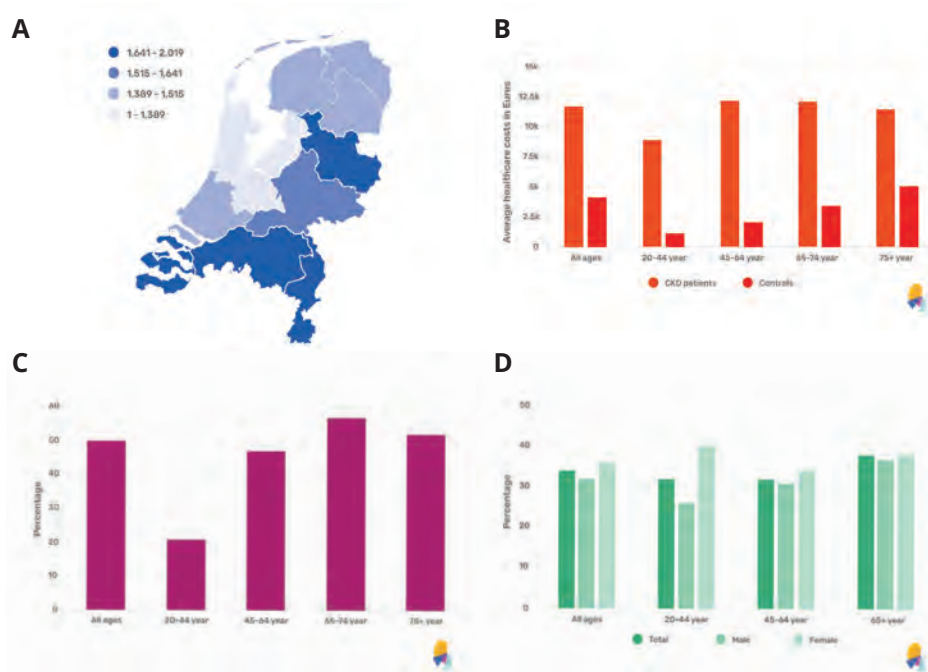 A
1.641 - 2.019
1.515 - 1.641
1.389 - 1.515
1 - 1.389
B
Average healthcare costs in Euros
15k
12.5k
10k
7.5k
5k
2.5k
0
All ages 20-44 year 45-64 year 65-74 year 75+ year
CKD patients Controls
C
Percentage
60
50
40
30
20
10
0
All ages 20-44 year 45-64 year 65-74 year 75+ year
D
Percentage
50
40
30
20
10
0
All ages 20-44 year 45-64 year 65+ year
Total Male Female